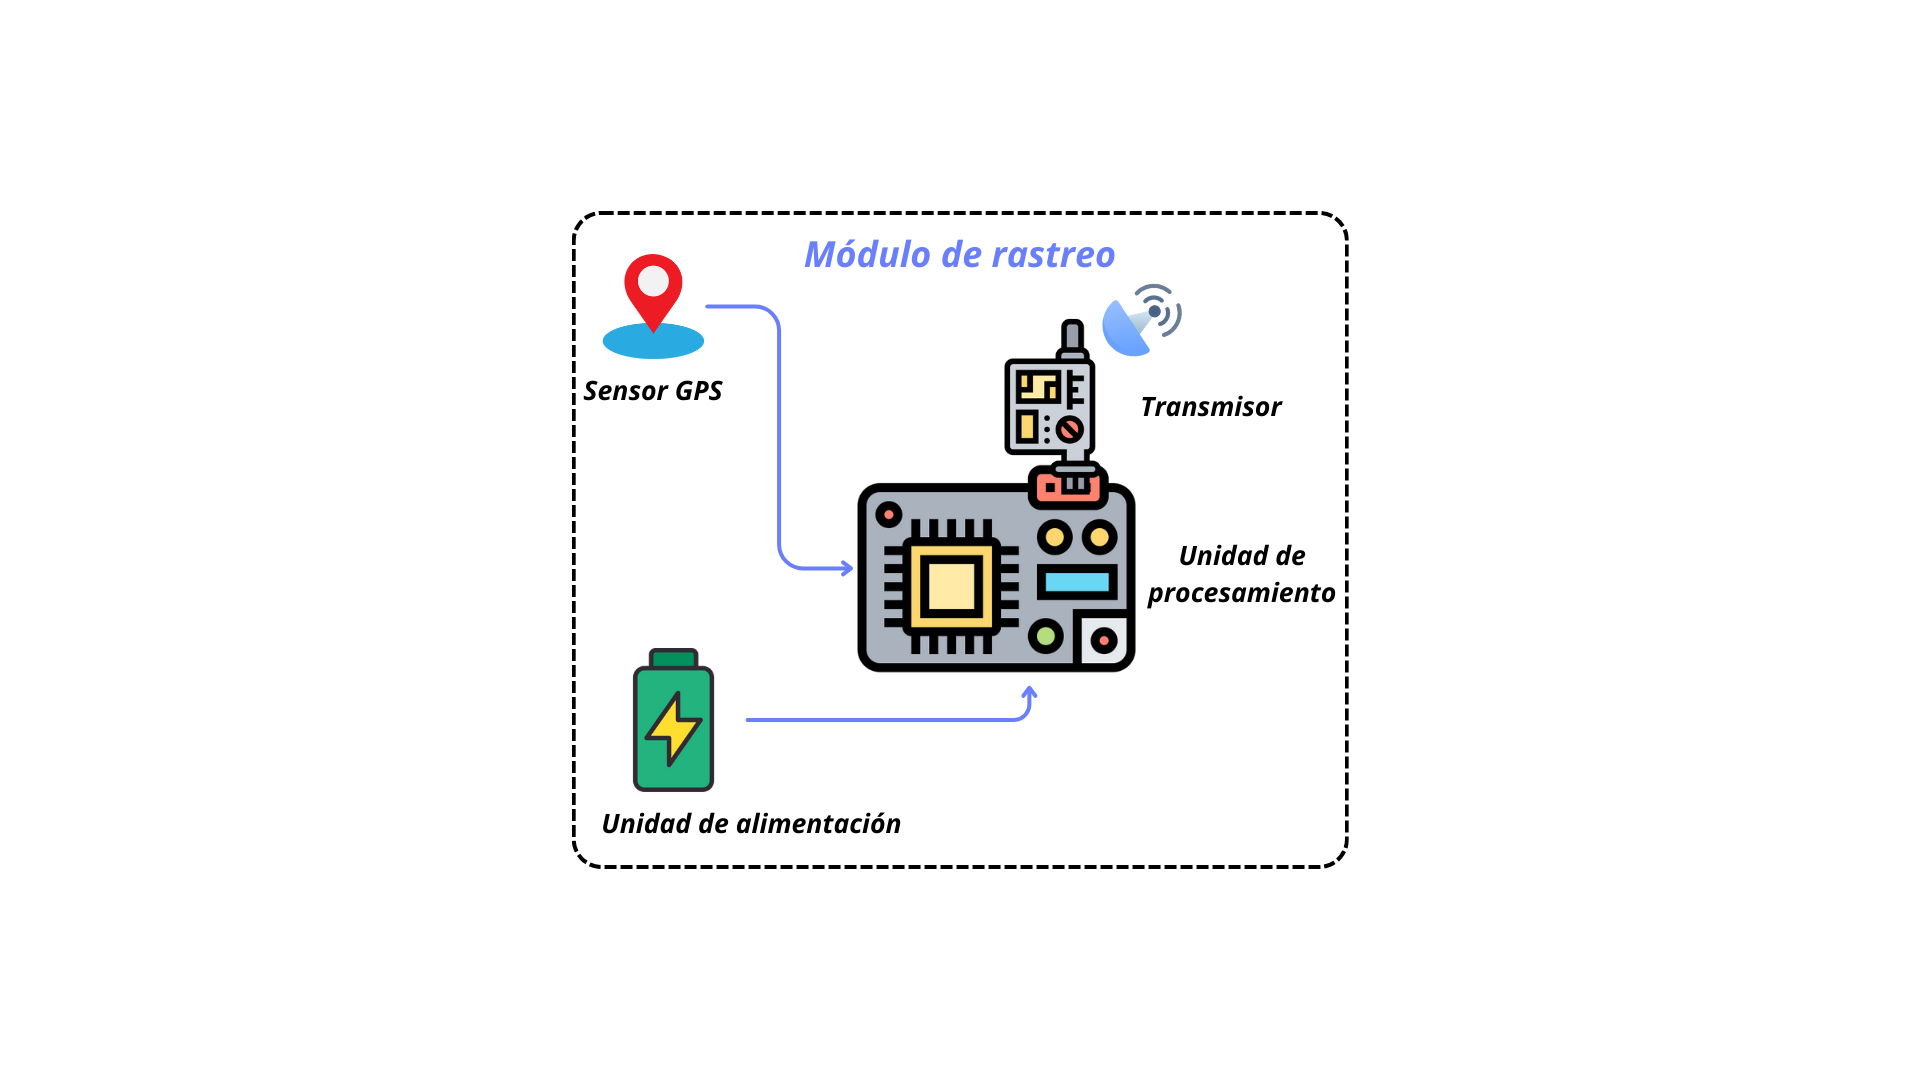 Módulo de rastreo
Sensor GPS
Transmisor
Unidad de
procesamiento
Unidad de alimentación